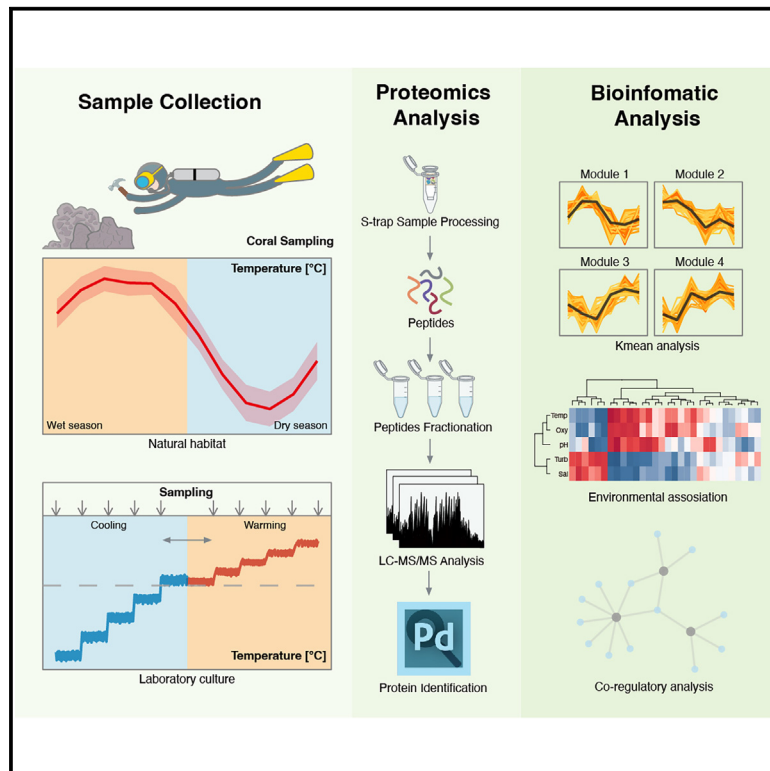 Sample Collection
Coral Sampling
Temperature [°C]
Wet season
Dry season
Natural habitat
Sampling
Cooling
Warming
Temperature [°C]
Laboratory culture
Proteomics
Analysis
S-trap Sample Processing
Peptides
Peptides Fractionation
LC-MS/MS Analysis
Pd
Protein Identification
Bioinfomatic
Analysis
Module 1
Module 2
Module 3
Module 4
Kmean analysis
Temp
Oxy
pH
Turb
Sal
Environmental assosiation
Co-regulatory analysis